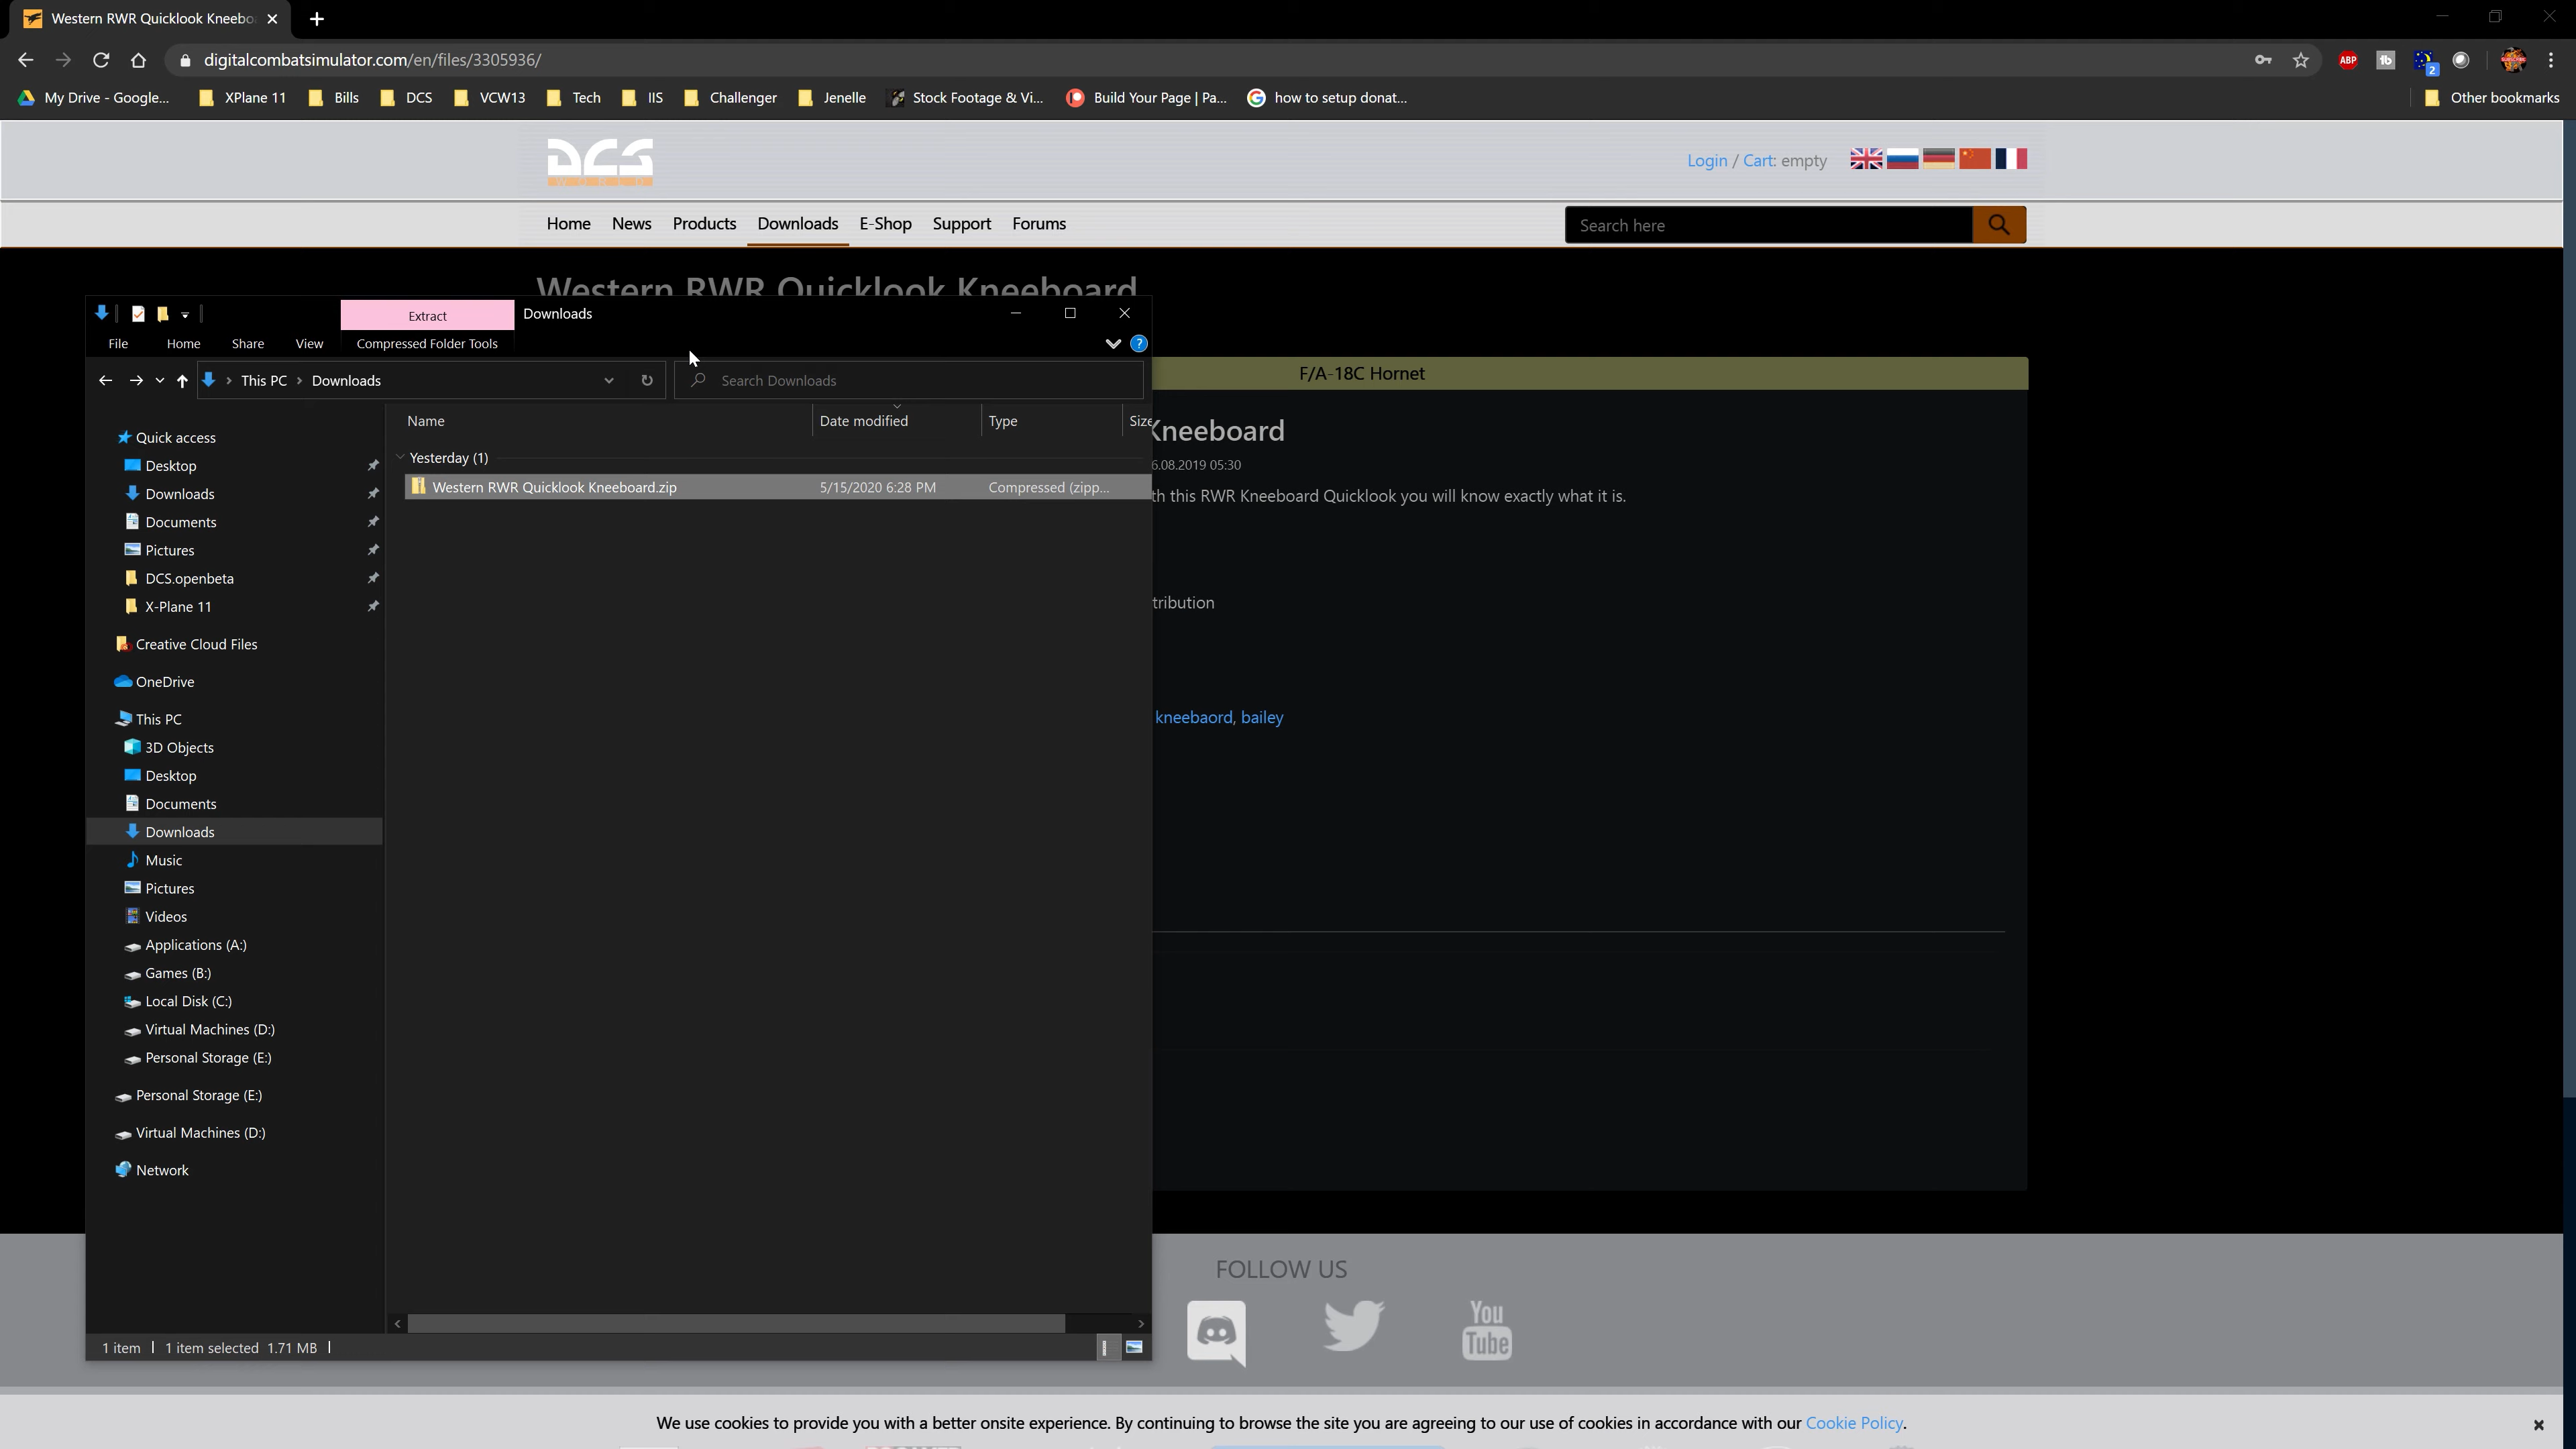 Western RWR Quicklook Kneebo
digitalcombatsimulator.com/en/files/3305936/
ABP
tb
2
My Drive - Google...
XPlane 11
Bills
DCS
VCW13
Tech
IIS
Challenger
Jenelle
Stock Footage & Vi...
Build Your Page | Pa...
how to setup donat...
Other bookmarks
DCS
WORLD
Login / Cart: empty
Home News Products Downloads E-Shop Support Forums
Search here
Western RWR Quicklook Kneeboard
Extract
Downloads
File Home Share View Compressed Folder Tools
?
This PC > Downloads
Search Downloads
F/A-18C Hornet
Name Date modified Type Size
Kneeboard
Yesterday (1)
6.08.2019 05:30
Western RWR Quicklook Kneeboard.zip 5/15/2020 6:28 PM Compressed (zipp...
th this RWR Kneeboard Quicklook you will know exactly what it is.
Quick access
Desktop
Downloads
Documents
Pictures
DCS.openbeta
X-Plane 11
tribution
Creative Cloud Files
OneDrive
This PC
kneebaord, bailey
3D Objects
Desktop
Documents
Downloads
Music
Pictures
Videos
Applications (A:)
Games (B:)
Local Disk (C:)
Virtual Machines (D:)
Personal Storage (E:)
Personal Storage (E:)
Virtual Machines (D:)
Network
FOLLOW US
You
Tube
1 item
1 item selected 1.71 MB
We use cookies to provide you with a better onsite experience. By continuing to browse the site you are agreeing to our use of cookies in accordance with our Cookie Policy.